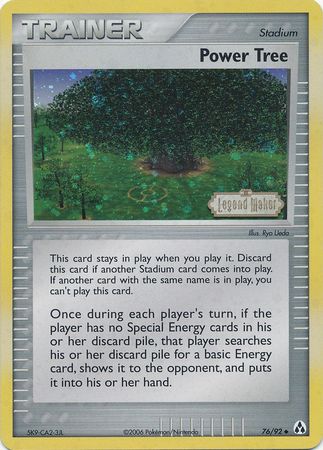 TRAINER
Stadium
Power Tree
Legend Maker
Illus. Ryo Ueda
This card stays in play when you play it. Discard
this card if another Stadium card comes into play.
If another card with the same name is in play, you
can't play this card.
Once during each player's turn, if the
player has no Special Energy cards in his
or her discard pile, that player searches
his or her discard pile for a basic Energy
card, shows it to the opponent, and puts
it into his or her hand.
5K9-CA2-3/L
©2006 Pokémon/Nintendo
76/92